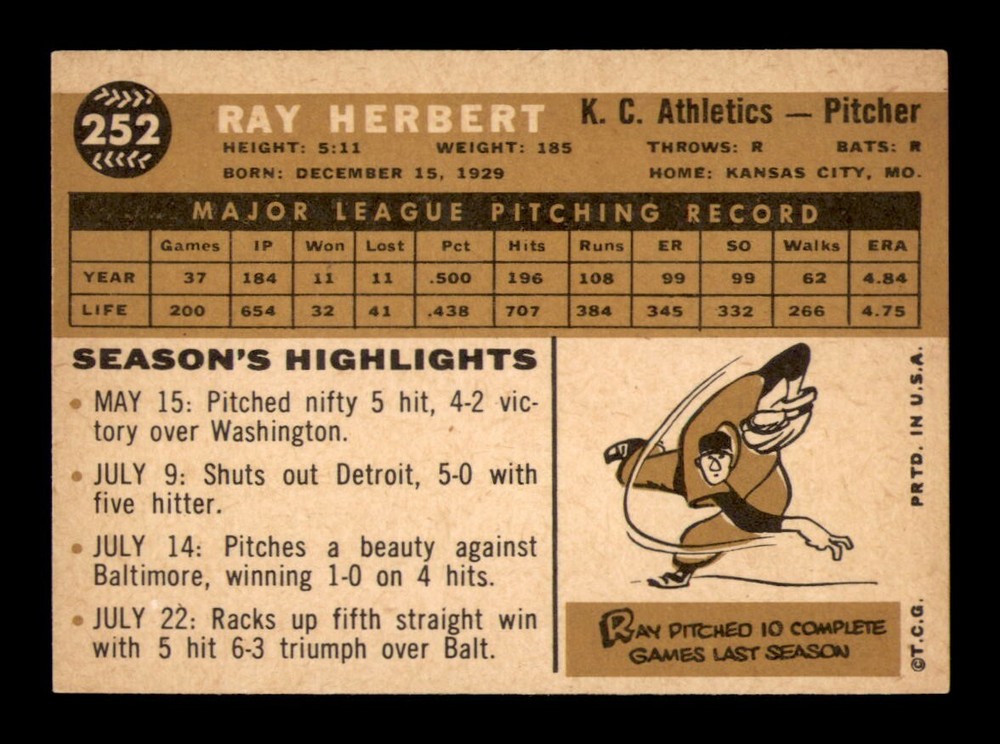 252
RAY HERBERT K. C. Athletics — Pitcher
HEIGHT: 5:11 WEIGHT: 185 THROWS: R BATS: R
BORN: DECEMBER 15, 1929 HOME: KANSAS CITY, MO.
MAJOR LEAGUE PITCHING RECORD
Games IP Won Lost Pct Hits Runs ER SO Walks ERA
YEAR 37 184 11 11 .500 196 108 99 99 62 4.84
LIFE 200 654 32 41 .438 707 384 345 332 266 4.75
SEASON'S HIGHLIGHTS
• MAY 15: Pitched nifty 5 hit, 4-2 vic-
tory over Washington.
• JULY 9: Shuts out Detroit, 5-0 with
five hitter.
• JULY 14: Pitches a beauty against
Baltimore, winning 1-0 on 4 hits.
• JULY 22: Racks up fifth straight win
with 5 hit 6-3 triumph over Balt.
RAY PITCHED 10 COMPLETE
GAMES LAST SEASON
©T.C.G. PRTD. IN U.S.A.